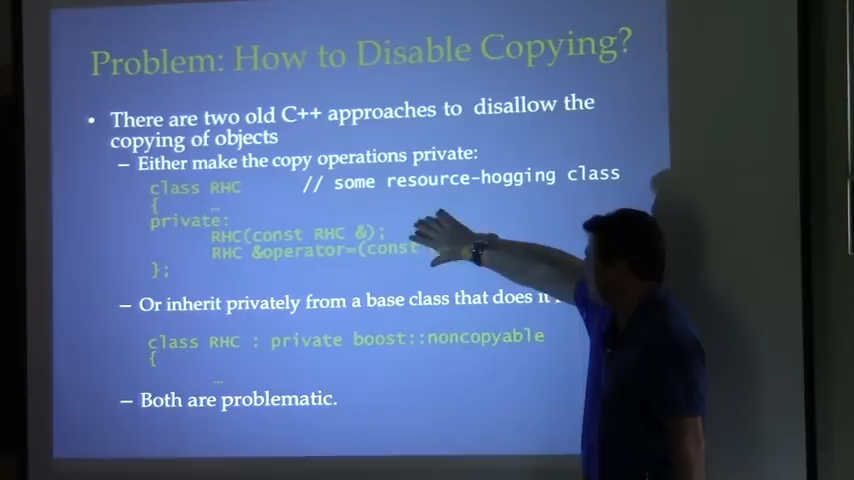 Problem: How to Disable Copying?
• There are two old C++ approaches to disallow the
copying of objects
– Either make the copy operations private:
class RHC // some resource-hogging class
{ …
private:
RHC(const RHC &);
RHC &operator=(const
};
– Or inherit privately from a base class that does it
class RHC : private boost::noncopyable
{
…
– Both are problematic.